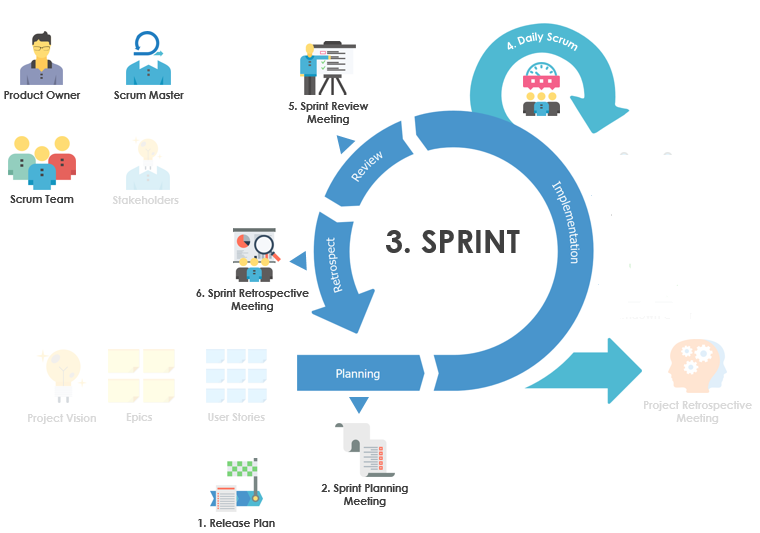 4. Daily Scrum
Product Owner
Scrum Master
5. Sprint Review
Meeting
Review
Implementation
Scrum Team
Stakeholders
3. SPRINT
Retrospect
6. Sprint Retrospective
Meeting
Planning
Project Vision
Epics
User Stories
Project Retrospective
Meeting
2. Sprint Planning
Meeting
1. Release Plan